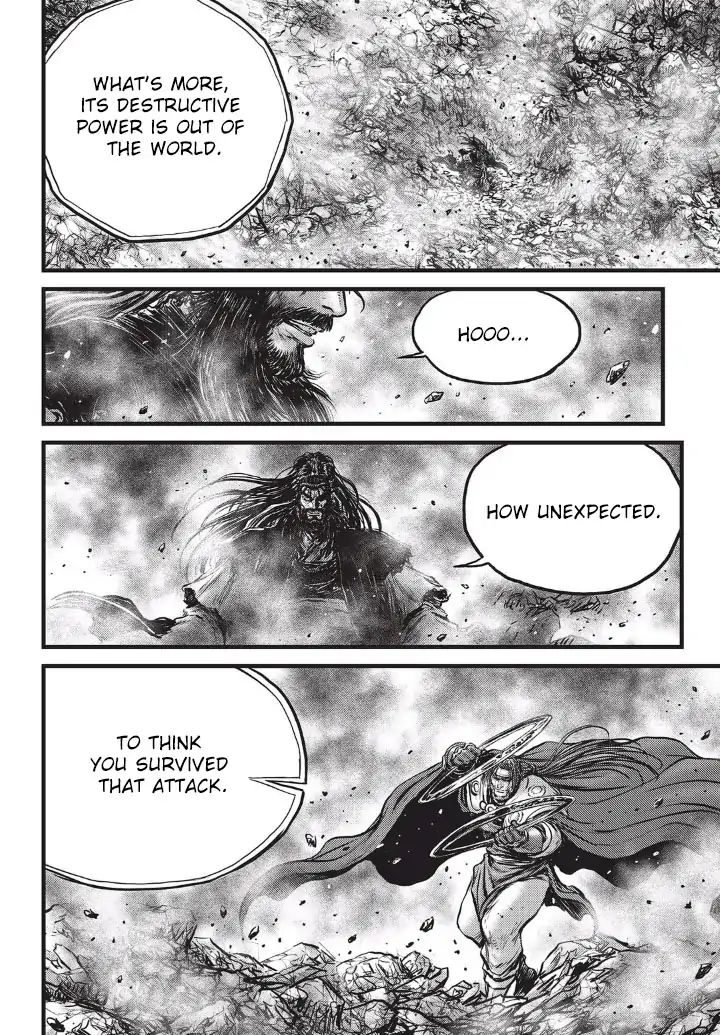 WHAT'S MORE,
ITS DESTRUCTIVE
POWER IS OUT OF
THE WORLD.
HOOO...
HOW UNEXPECTED.
TO THINK
YOU SURVIVED
THAT ATTACK.